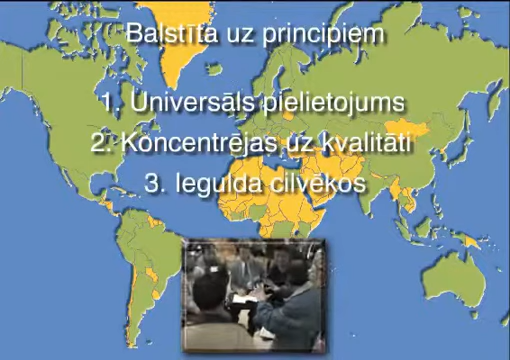 Balstīta uz principiem
1. Universāls pielietojums
2. Koncentrējas uz kvalitāti
3. Iegulda cilvēkos